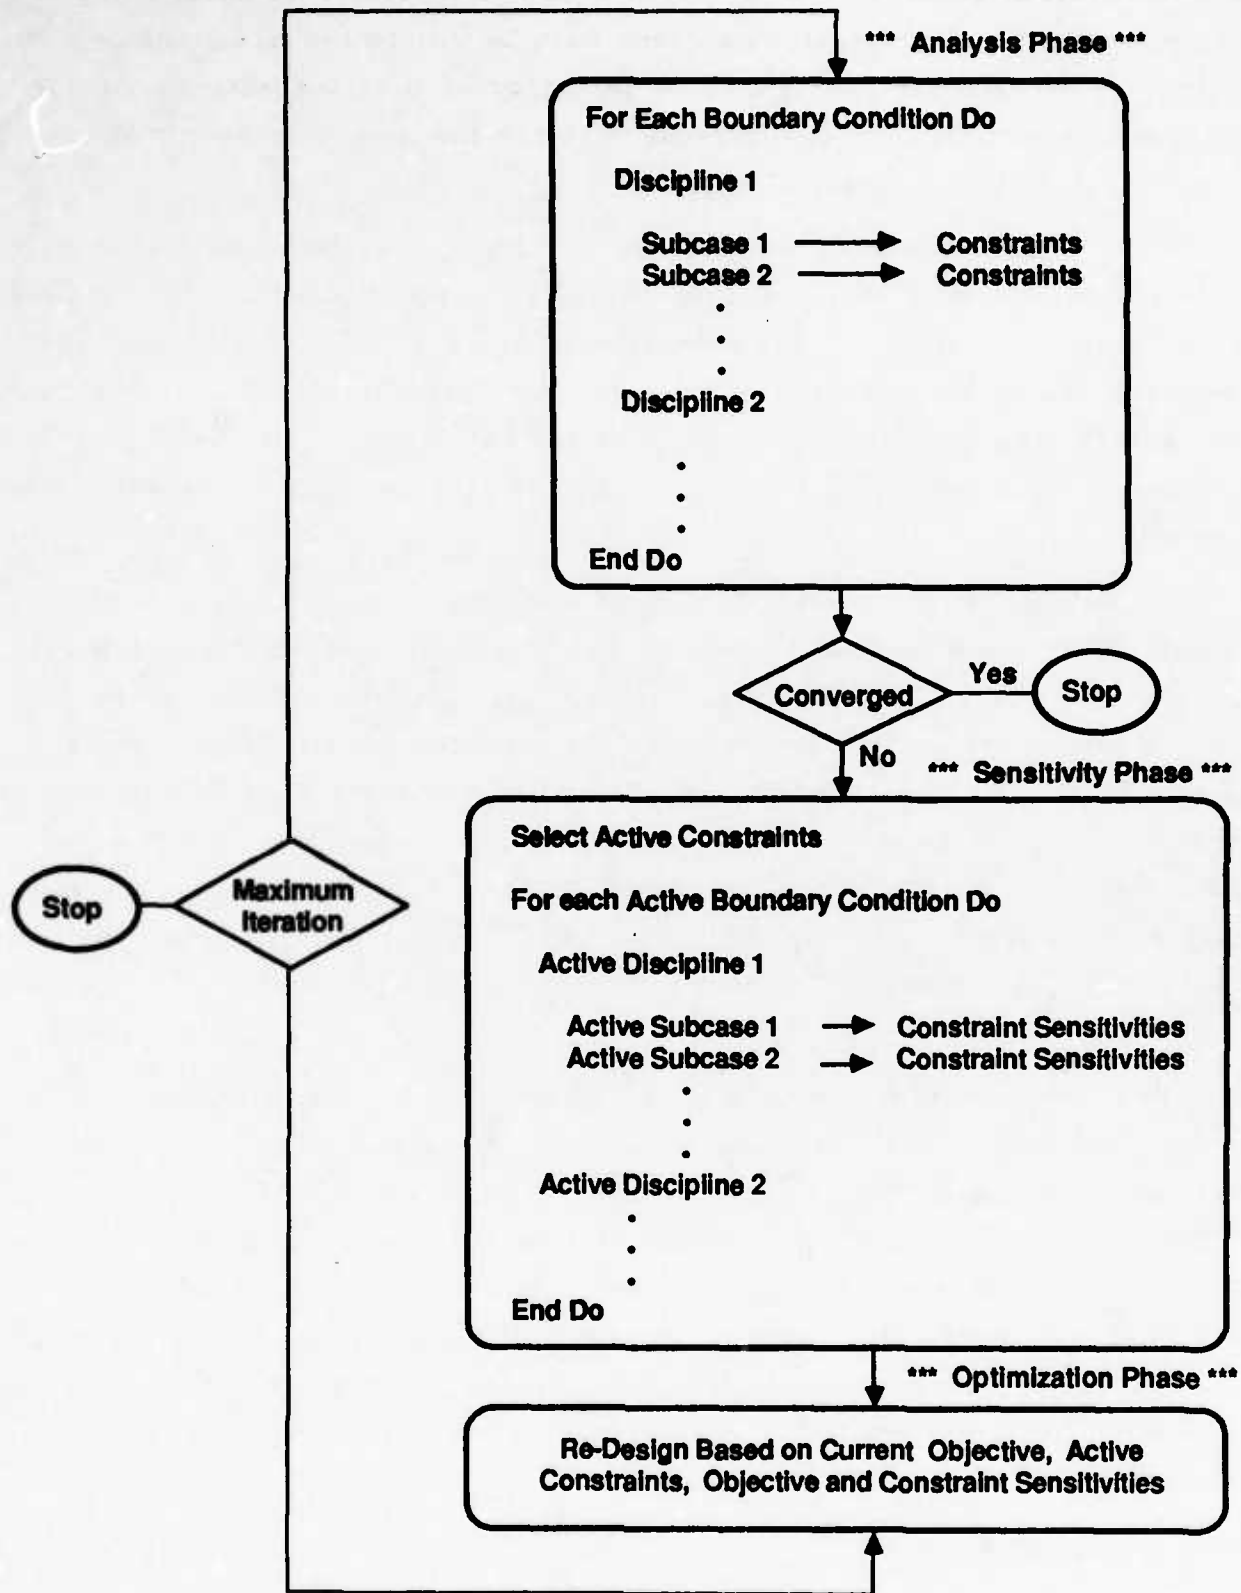 *** Analysis Phase ***
For Each Boundary Condition Do
Discipline 1
Subcase 1 Constraints
Subcase 2 Constraints
Discipline 2
End Do
Converged
Yes
Stop
No
*** Sensitivity Phase ***
Select Active Constraints
For each Active Boundary Condition Do
Active Discipline 1
Active Subcase 1 Constraint Sensitivities
Active Subcase 2 Constraint Sensitivities
Active Discipline 2
End Do
Stop
Maximum
Iteration
*** Optimization Phase ***
Re-Design Based on Current Objective, Active
Constraints, Objective and Constraint Sensitivities